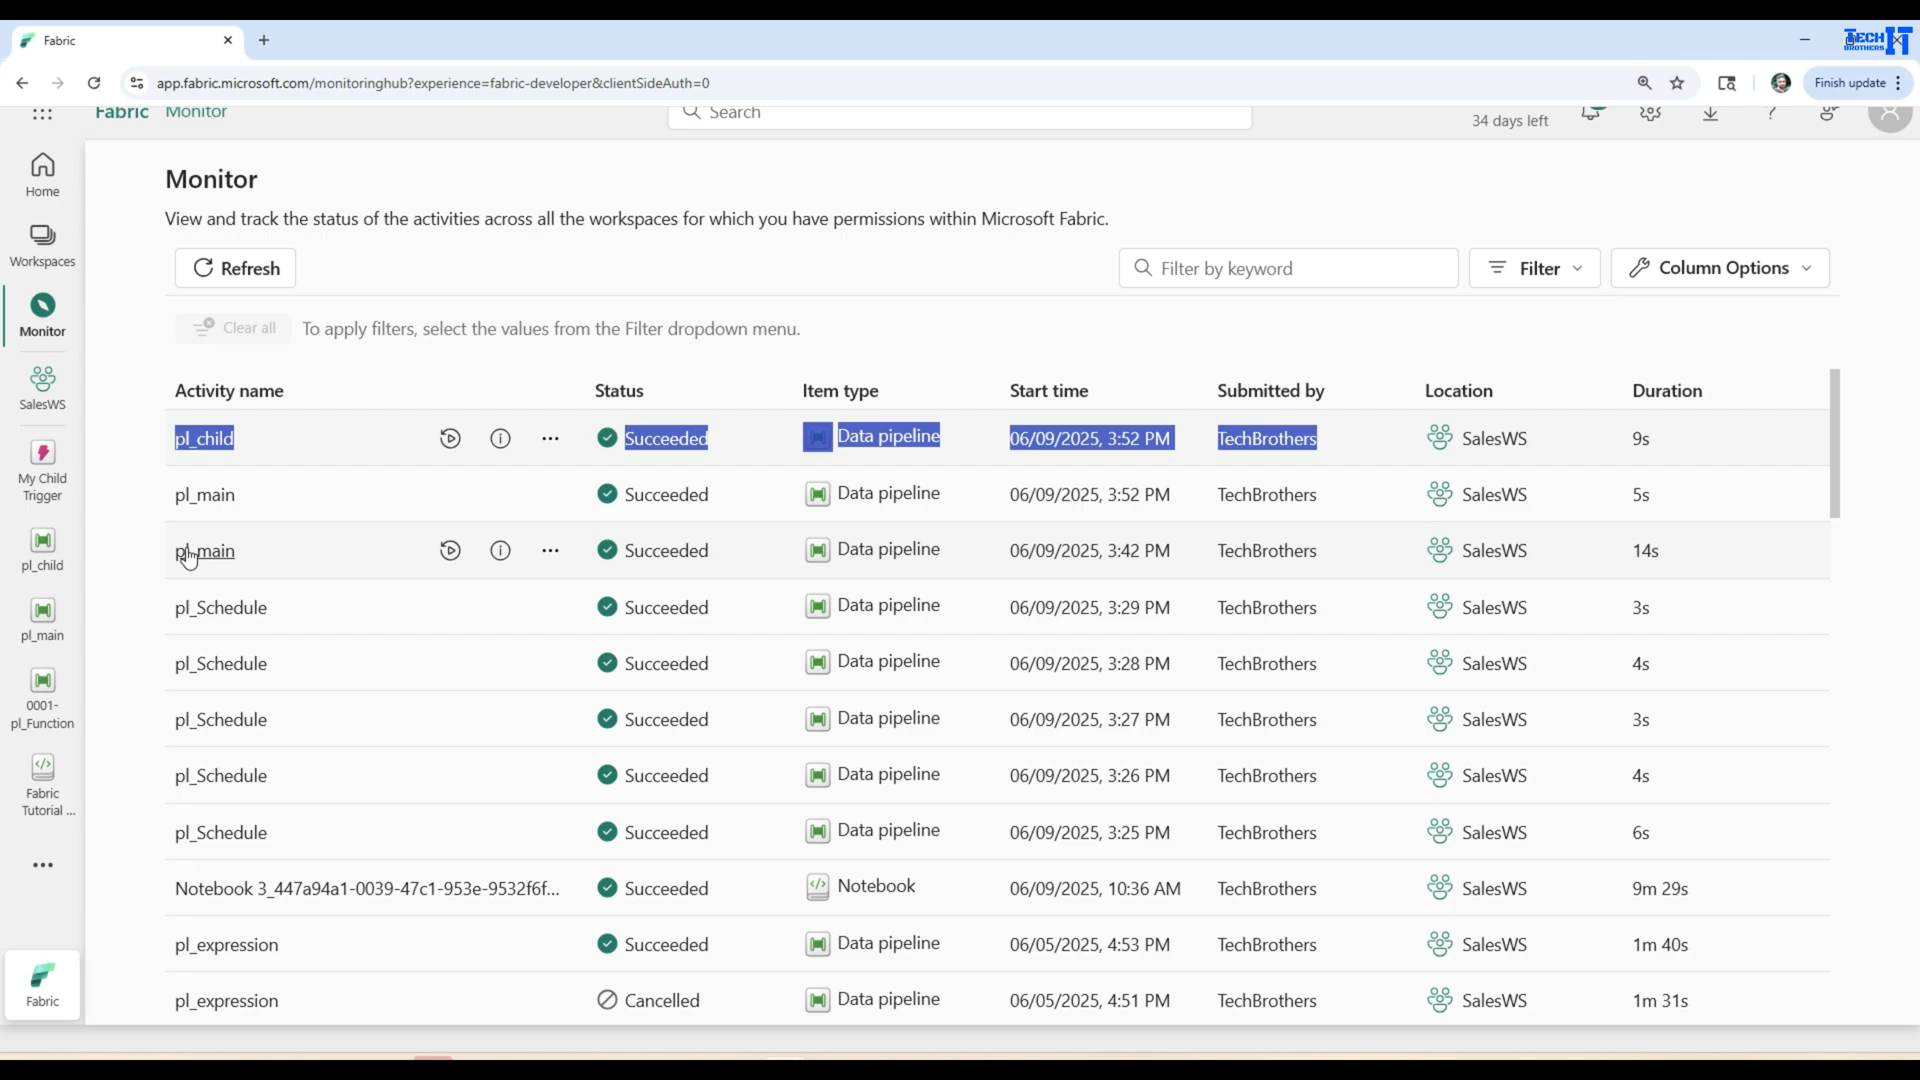 Fabric
TECH IT
BROTHERS
app.fabric.microsoft.com/monitoringhub?experience=fabric-developer&clientSideAuth=0
Finish update
Fabric Monitor
Search
34 days left
Home
Workspaces
Monitor
SalesWS
My Child
Trigger
pl_child
pl_main
0001-
pl_Function
Fabric
Tutorial ...
Fabric
Monitor
View and track the status of the activities across all the workspaces for which you have permissions within Microsoft Fabric.
Refresh
Filter by keyword
Filter
Column Options
Clear all
To apply filters, select the values from the Filter dropdown menu.
Activity name Status Item type Start time Submitted by Location Duration
pl_child Succeeded Data pipeline 06/09/2025, 3:52 PM TechBrothers SalesWS 9s
pl_main Succeeded Data pipeline 06/09/2025, 3:52 PM TechBrothers SalesWS 5s
pl_main Succeeded Data pipeline 06/09/2025, 3:42 PM TechBrothers SalesWS 14s
pl_Schedule Succeeded Data pipeline 06/09/2025, 3:29 PM TechBrothers SalesWS 3s
pl_Schedule Succeeded Data pipeline 06/09/2025, 3:28 PM TechBrothers SalesWS 4s
pl_Schedule Succeeded Data pipeline 06/09/2025, 3:27 PM TechBrothers SalesWS 3s
pl_Schedule Succeeded Data pipeline 06/09/2025, 3:26 PM TechBrothers SalesWS 4s
pl_Schedule Succeeded Data pipeline 06/09/2025, 3:25 PM TechBrothers SalesWS 6s
Notebook 3_447a94a1-0039-47c1-953e-9532f6f... Succeeded Notebook 06/09/2025, 10:36 AM TechBrothers SalesWS 9m 29s
pl_expression Succeeded Data pipeline 06/05/2025, 4:53 PM TechBrothers SalesWS 1m 40s
pl_expression Cancelled Data pipeline 06/05/2025, 4:51 PM TechBrothers SalesWS 1m 31s